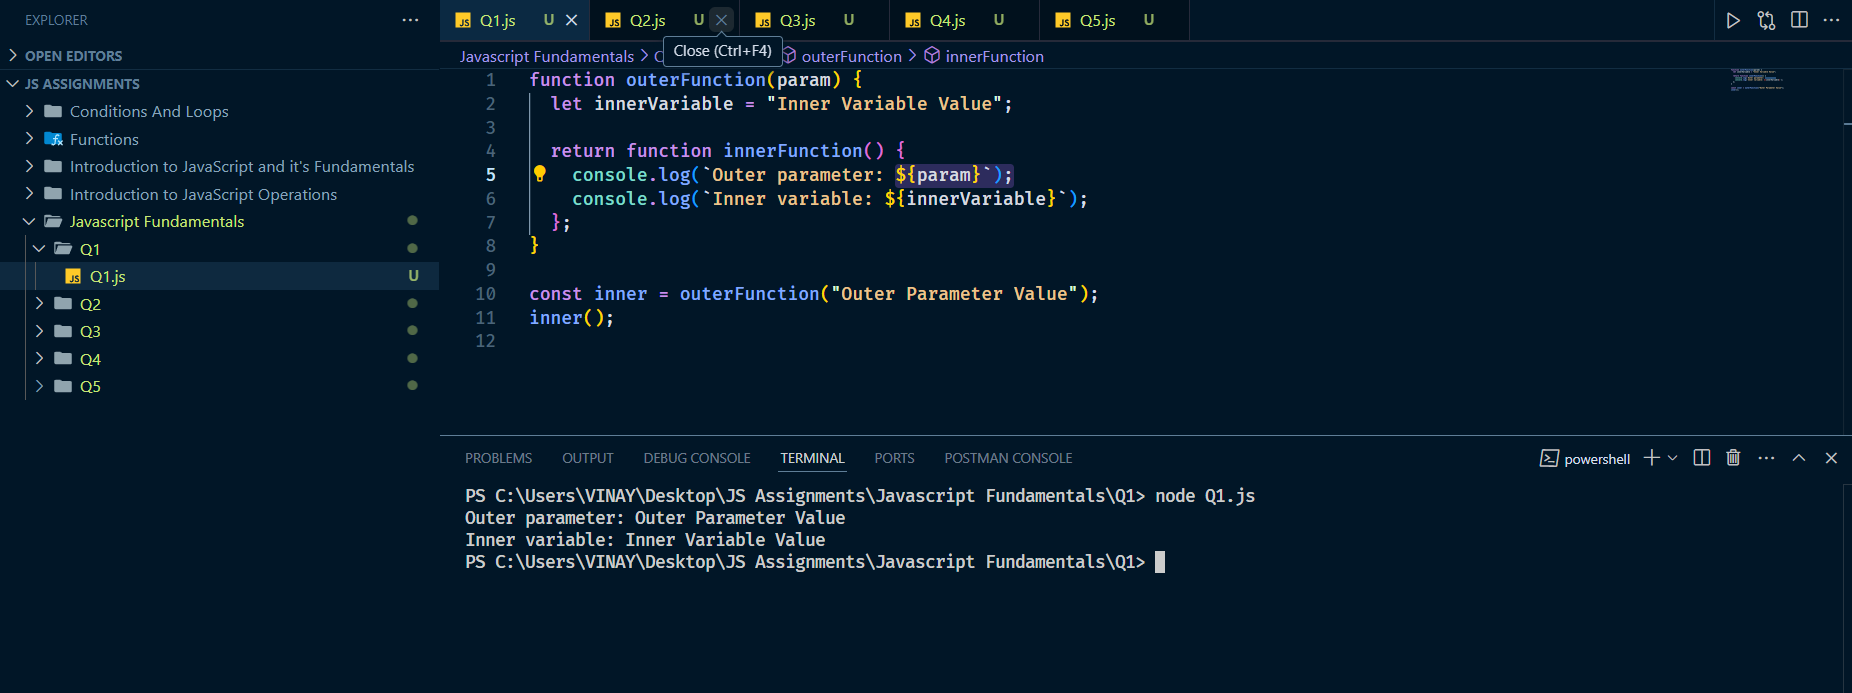 EXPLORER
OPEN EDITORS
JS ASSIGNMENTS
Conditions And Loops
Functions
Introduction to JavaScript and it's Fundamentals
Introduction to JavaScript Operations
Javascript Fundamentals
Q1
JS Q1.js U
Q2
Q3
Q4
Q5
JS Q1.js U JS Q2.js U JS Q3.js U JS Q4.js U JS Q5.js U
Close (Ctrl+F4)
Javascript Fundamentals > outerFunction > innerFunction
1 function outerFunction(param) {
2 let innerVariable = "Inner Variable Value";
3
4 return function innerFunction() {
5 console.log(`Outer parameter: ${param}`);
6 console.log(`Inner variable: ${innerVariable}`);
7 };
8 }
9
10 const inner = outerFunction("Outer Parameter Value");
11 inner();
12
PROBLEMS OUTPUT DEBUG CONSOLE TERMINAL PORTS POSTMAN CONSOLE
powershell
PS C:\Users\VINAY\Desktop\JS Assignments\Javascript Fundamentals\Q1> node Q1.js
Outer parameter: Outer Parameter Value
Inner variable: Inner Variable Value
PS C:\Users\VINAY\Desktop\JS Assignments\Javascript Fundamentals\Q1>